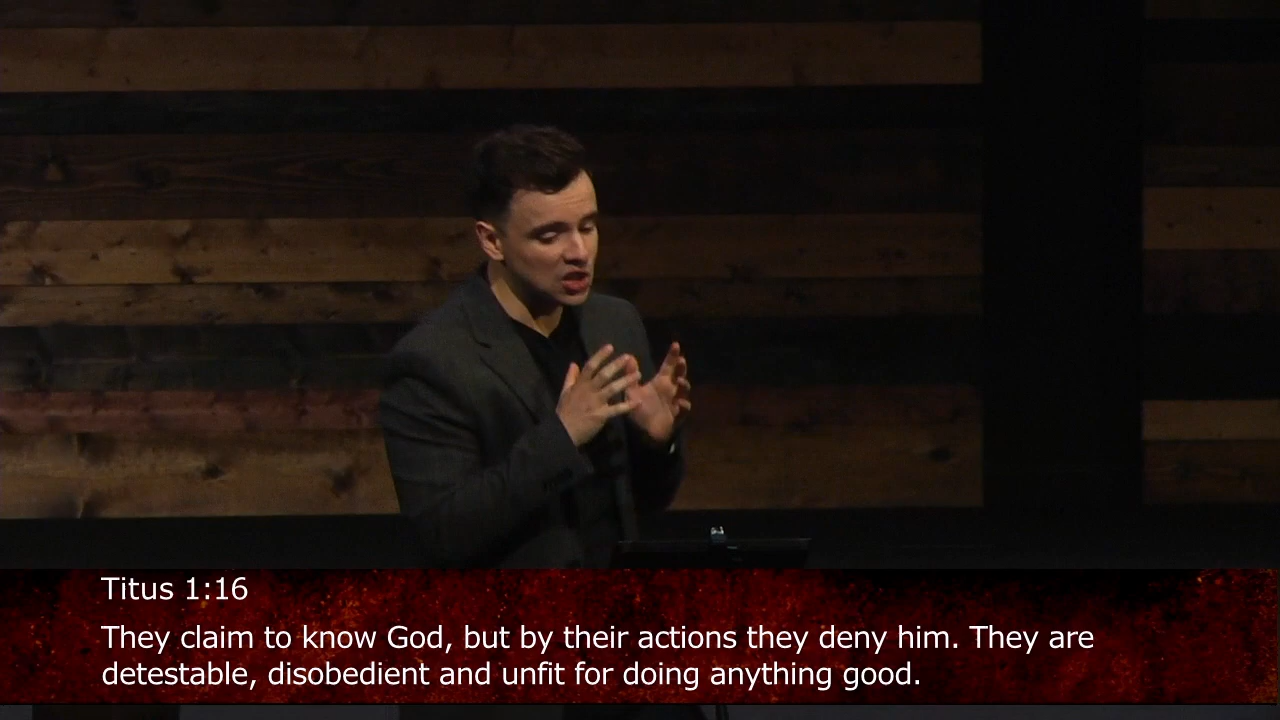 Titus 1:16
They claim to know God, but by their actions they deny him. They are
detestable, disobedient and unfit for doing anything good.